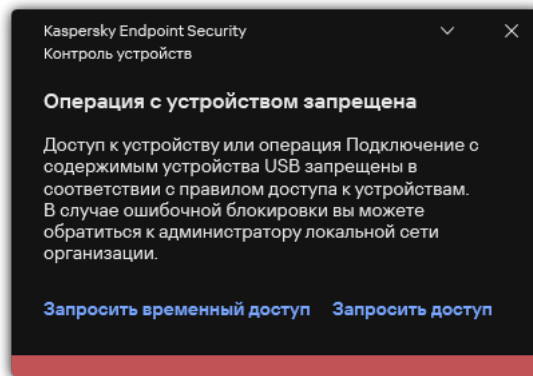 Kaspersky Endpoint Security
Контроль устройств
Операция с устройством запрещена
Доступ к устройству или операция Подключение с
содержимым устройства USB запрещены в
соответствии с правилом доступа к устройствам.
В случае ошибочной блокировки вы можете
обратиться к администратору локальной сети
организации.
Запросить временный доступ Запросить доступ